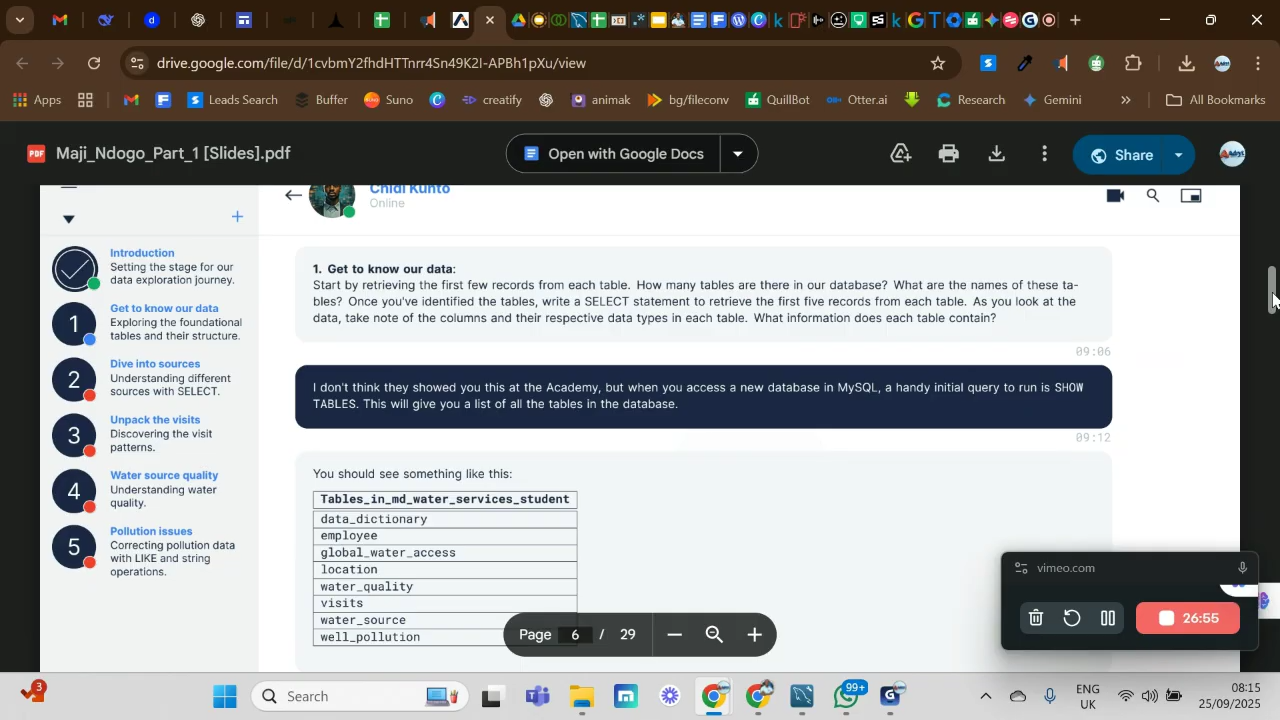 drive.google.com/file/d/1cvbmY2fhdHTTnrr4Sn49K2I-APBh1pXu/view
Apps
Leads Search
Buffer
Suno
creatify
animak
bg/fileconv
QuillBot
Otter.ai
Research
Gemini
All Bookmarks
PDF
Maji_Ndogo_Part_1 [Slides].pdf
Open with Google Docs
Share
Chidi Kunto
Online
Introduction
Setting the stage for our
data exploration journey.
1
Get to know our data
Exploring the foundational
tables and their structure.
2
Dive into sources
Understanding different
sources with SELECT.
3
Unpack the visits
Discovering the visit
patterns.
4
Water source quality
Understanding water
quality.
5
Pollution issues
Correcting pollution data
with LIKE and string
operations.
1. Get to know our data:
Start by retrieving the first few records from each table. How many tables are there in our database? What are the names of these ta-
bles? Once you've identified the tables, write a SELECT statement to retrieve the first five records from each table. As you look at the
data, take note of the columns and their respective data types in each table. What information does each table contain?
09:06
I don't think they showed you this at the Academy, but when you access a new database in MySQL, a handy initial query to run is SHOW
TABLES. This will give you a list of all the tables in the database.
09:12
You should see something like this:
Tables_in_md_water_services_student
data_dictionary
employee
global_water_access
location
water_quality
visits
water_source
well_pollution
Page 6 / 29
vimeo.com
26:55
3
Search
99+
ENG
UK
08:15
25/09/2025